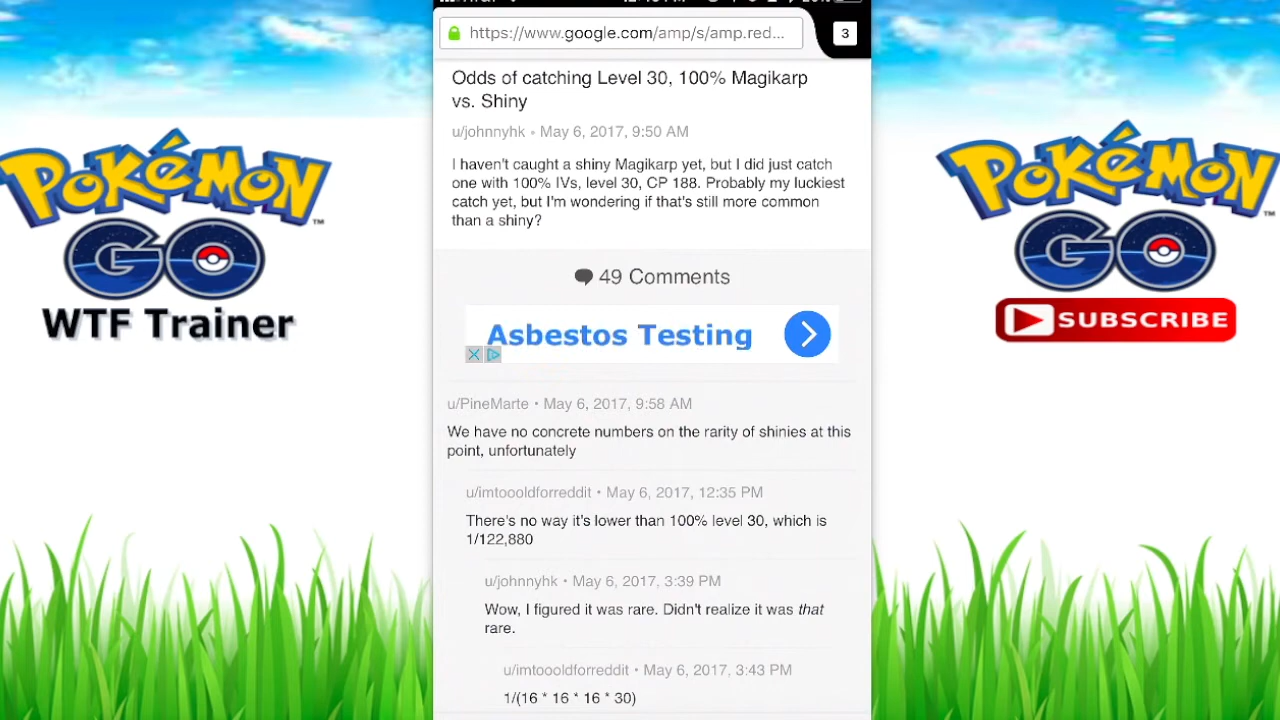 https://www.google.com/amp/s/amp.red...
3
Odds of catching Level 30, 100% Magikarp
vs. Shiny
u/johnnyhk • May 6, 2017, 9:50 AM
I haven't caught a shiny Magikarp yet, but I did just catch
one with 100% IVs, level 30, CP 188. Probably my luckiest
catch yet, but I'm wondering if that's still more common
than a shiny?
49 Comments
Asbestos Testing
u/PineMarte • May 6, 2017, 9:58 AM
We have no concrete numbers on the rarity of shinies at this
point, unfortunately
u/imtoooldforreddit • May 6, 2017, 12:35 PM
There's no way it's lower than 100% level 30, which is
1/122,880
u/johnnyhk • May 6, 2017, 3:39 PM
Wow, I figured it was rare. Didn't realize it was that
rare.
u/imtoooldforreddit • May 6, 2017, 3:43 PM
1/(16 * 16 * 16 * 30)
POKéMON
GO
WTF Trainer
POKéMON
GO
SUBSCRIBE